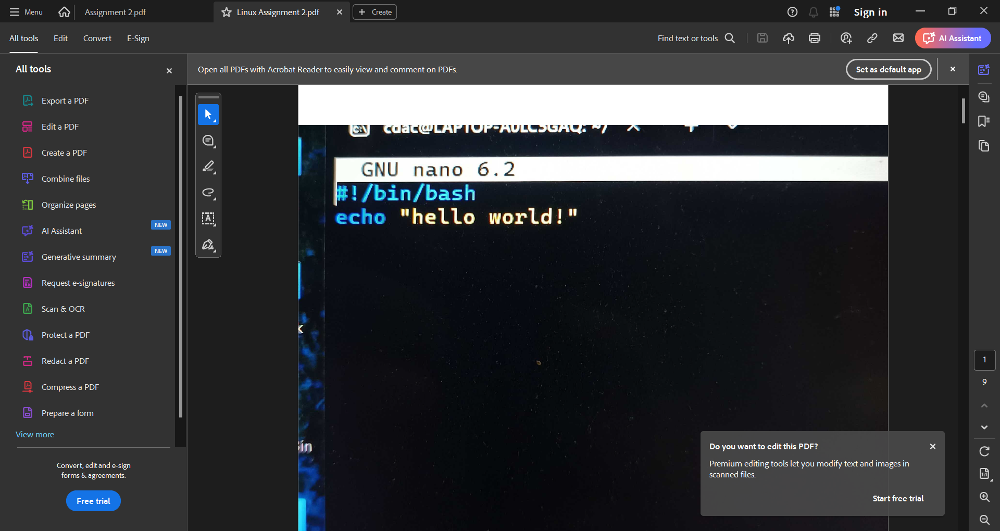 Menu
Assignment 2.pdf
Linux Assignment 2.pdf
Create
Sign in
All tools
Edit
Convert
E-Sign
Find text or tools
AI Assistant
All tools
Open all PDFs with Acrobat Reader to easily view and comment on PDFs.
Set as default app
Export a PDF
Edit a PDF
Create a PDF
Combine files
Organize pages
AI Assistant
NEW
Generative summary
NEW
Request e-signatures
Scan & OCR
Protect a PDF
Redact a PDF
Compress a PDF
Prepare a form
View more
Convert, edit and e-sign
forms & agreements.
Free trial
GNU nano 6.2
#!/bin/bash
echo "hello world!"
Do you want to edit this PDF?
Premium editing tools let you modify text and images in
scanned files.
Start free trial
1
9